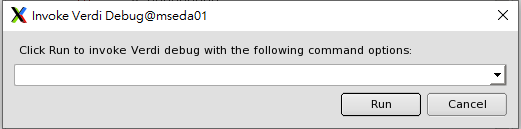 Invoke Verdi Debug@mseda01
Click Run to invoke Verdi debug with the following command options:
Run Cancel